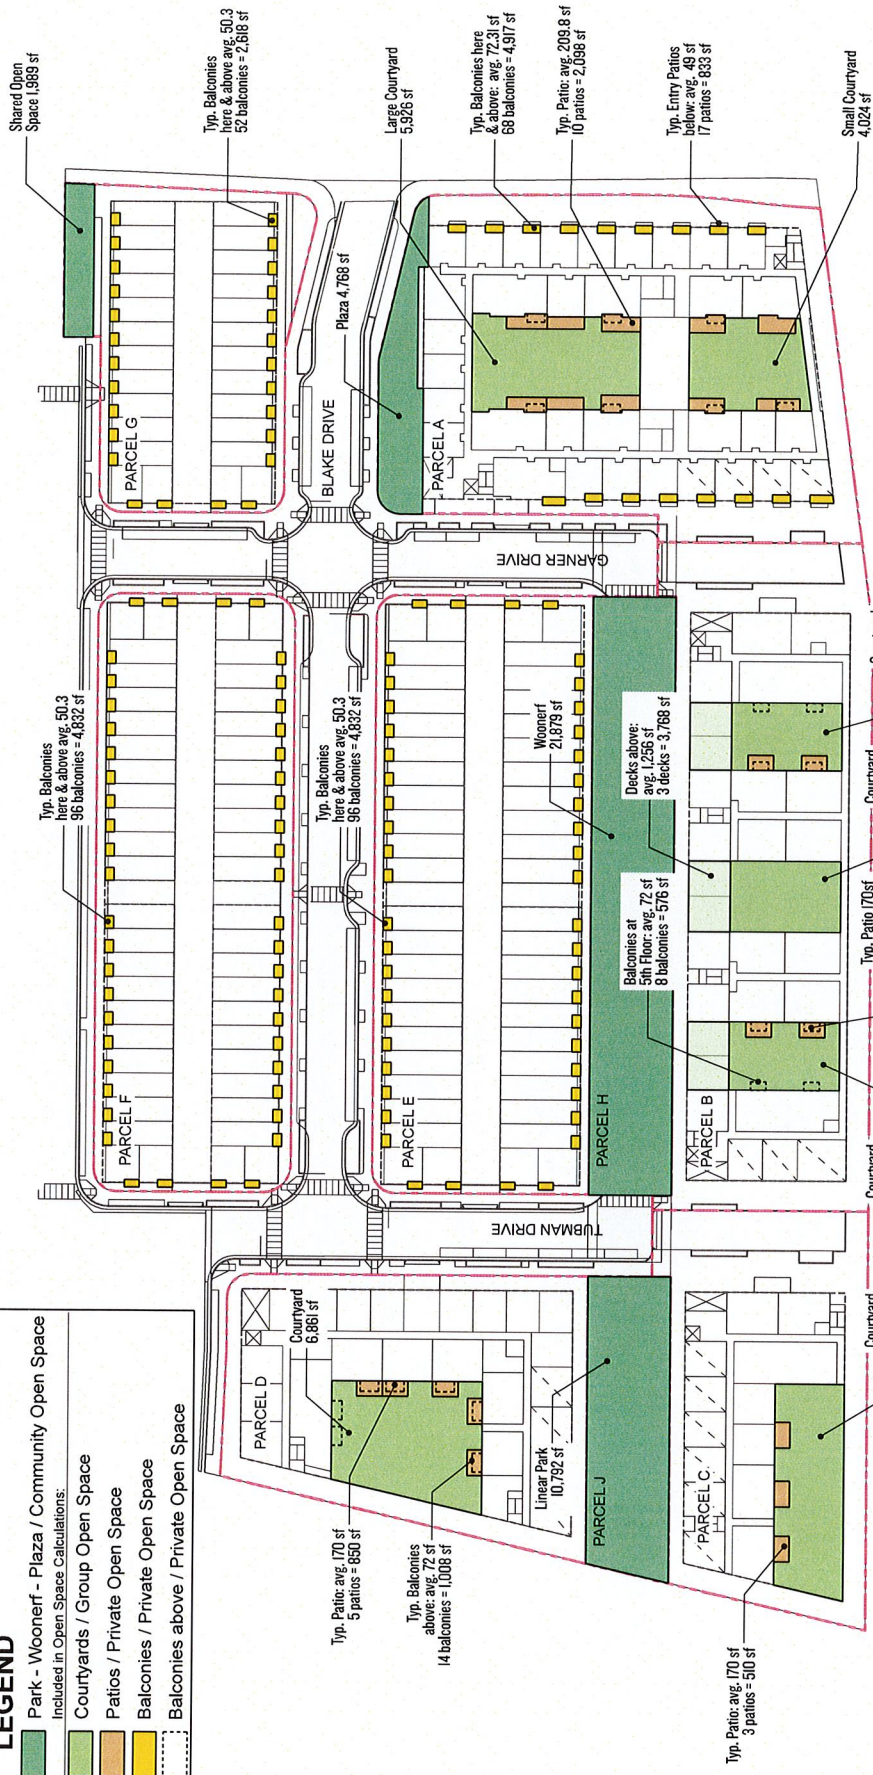 LEGEND
Park - Woonerf - Plaza / Community Open Space
Included in Open Space Calculations:
Courtyards / Group Open Space
Patios / Private Open Space
Balconies / Private Open Space
Balconies above / Private Open Space
Shared Open
Space 1,989 sf
Typ. Balconies
here & above avg. 50.3
52 balconies = 2,618 sf
Large Courtyard
5,926 sf
Typ. Balconies here
& above: avg. 72.31 sf
68 balconies = 4,917 sf
Typ. Patio: avg. 209.8 sf
10 patios = 2,098 sf
Typ. Entry Patios
below: avg. 49 sf
17 patios = 833 sf
Small Courtyard
4,024 sf
PARCEL G
BLAKE DRIVE
Plaza 4,768 sf
PARCEL A
GARNER DRIVE
Typ. Balconies
here & above avg. 50.3
96 balconies = 4,832 sf
PARCEL F
Typ. Balconies
here & above avg. 50.3
96 balconies = 4,832 sf
PARCEL E
Woonerf
21,879 sf
PARCEL H
Decks above:
avg. 1,256 sf
3 decks = 3,768 sf
Balconies at
5th Floor: avg. 72 sf
8 balconies = 576 sf
PARCEL B
TUBMAN DRIVE
PARCEL D
Courtyard
6,861 sf
Linear Park
10,792 sf
PARCEL J
PARCEL C
Typ. Patio: avg. 170 sf
5 patios = 850 sf
Typ. Balconies
above: avg. 72 sf
14 balconies = 1,008 sf
Typ. Patio: avg. 170 sf
3 patios = 510 sf
Courtyard
Courtyard
Typ. Patio 170sf
Courtyard